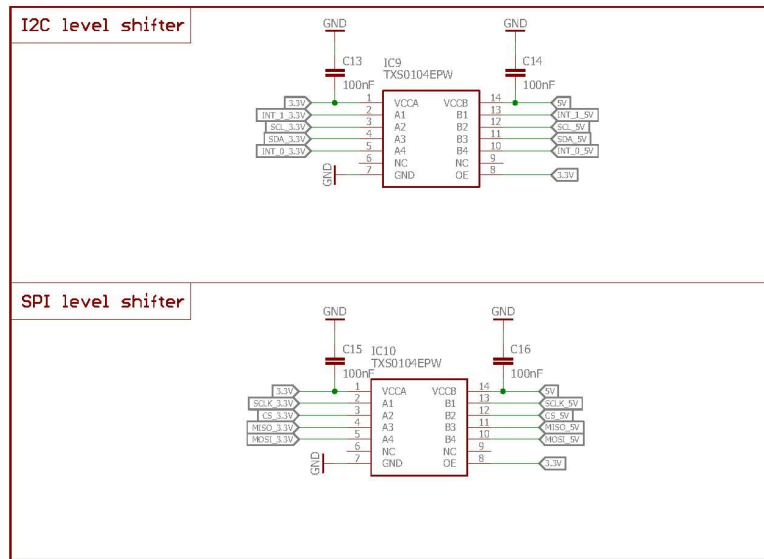 I2C level shifter
GND
GND
C13
C14
IC9
TXS0104EPW
100nF
100nF
3.3V 1 VCCA VCCB 14 5V
INT_1_3.3V 2 A1 B1 13 INT_1_5V
SCL_3.3V 3 A2 B2 12 SCL_5V
SDA_3.3V 4 A3 B3 11 SDA_5V
INT_0_3.3V 5 A4 B4 10 INT_0_5V
6 NC NC 9
GND 7 GND OE 8 3.3V
SPI level shifter
GND
GND
C15
C16
IC10
TXS0104EPW
100nF
100nF
3.3V 1 VCCA VCCB 14 5V
SCLK_3.3V 2 A1 B1 13 SCLK_5V
CS_3.3V 3 A2 B2 12 CS_5V
MISO_3.3V 4 A3 B3 11 MISO_5V
MOSI_3.3V 5 A4 B4 10 MOSI_5V
6 NC NC 9
GND 7 GND OE 8 3.3V